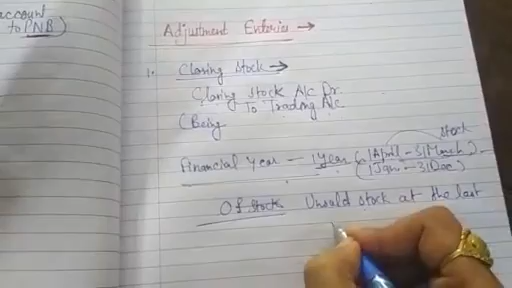 account
to PNB)
Adjustment Entries →
1. Closing Stock →
Closing Stock A/c Dr
To Trading A/c
(Being
stock
Financial Year - 1 Year (1 April - 31 March) -
(1 Jan - 31 Dec)
Of Stock Unsold stock at the last